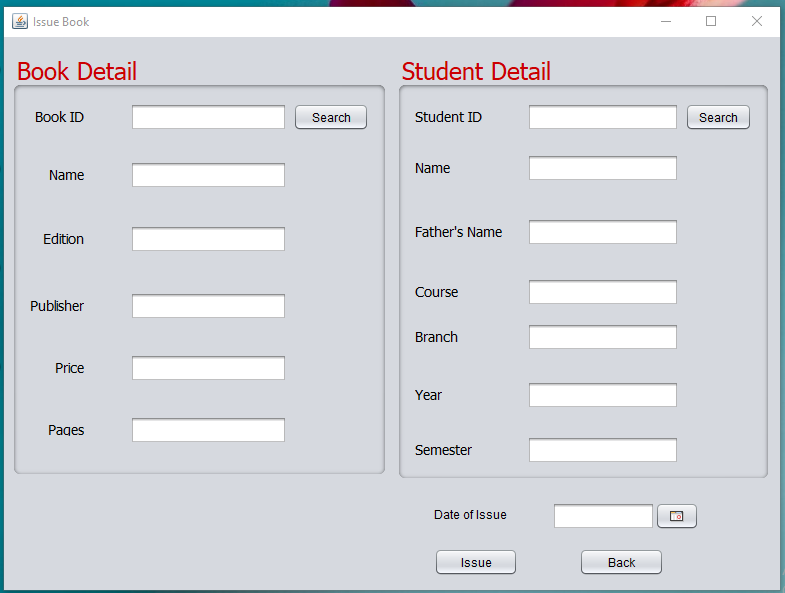 Issue Book
Book Detail
Book ID
Search
Name
Edition
Publisher
Price
Pages
Student Detail
Student ID
Search
Name
Father's Name
Course
Branch
Year
Semester
Date of Issue
Issue
Back